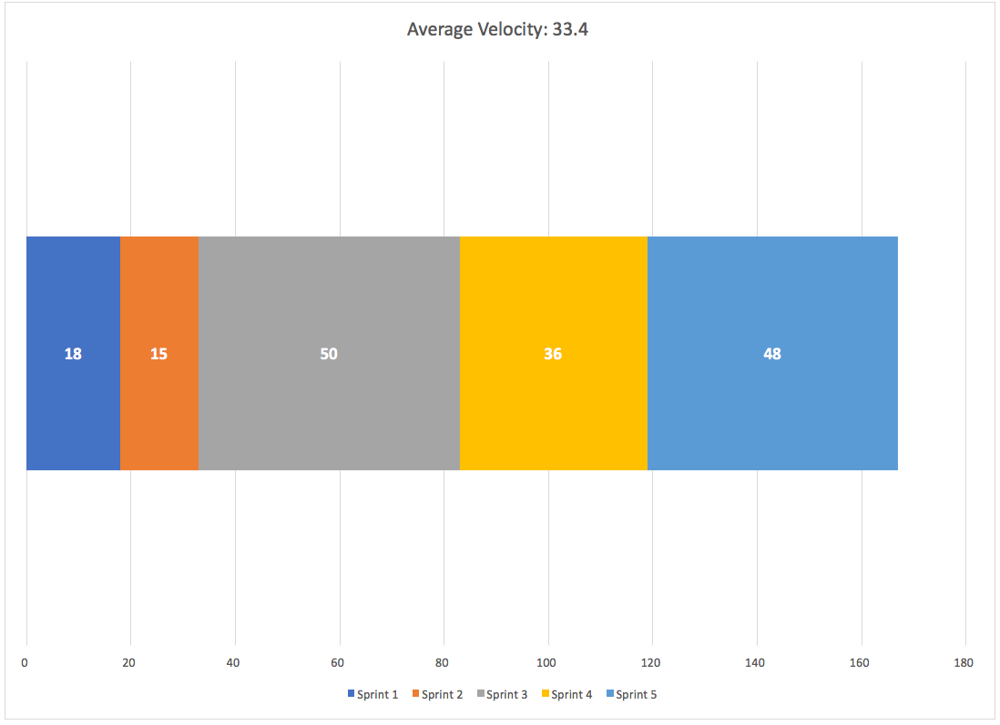 Average Velocity: 33.4
18 15 50 36 48
0 20 40 60 80 100 120 140 160 180
Sprint 1 Sprint 2 Sprint 3 Sprint 4 Sprint 5